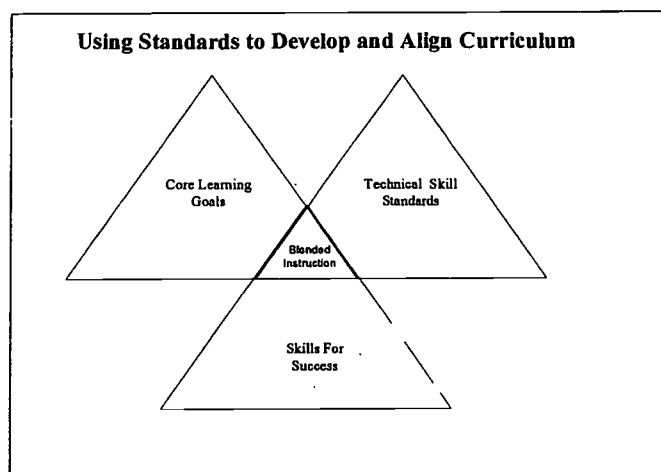 Using Standards to Develop and Align Curriculum
Core Learning
Goals
Technical Skill
Standards
Blended
Instruction
Skills For
Success